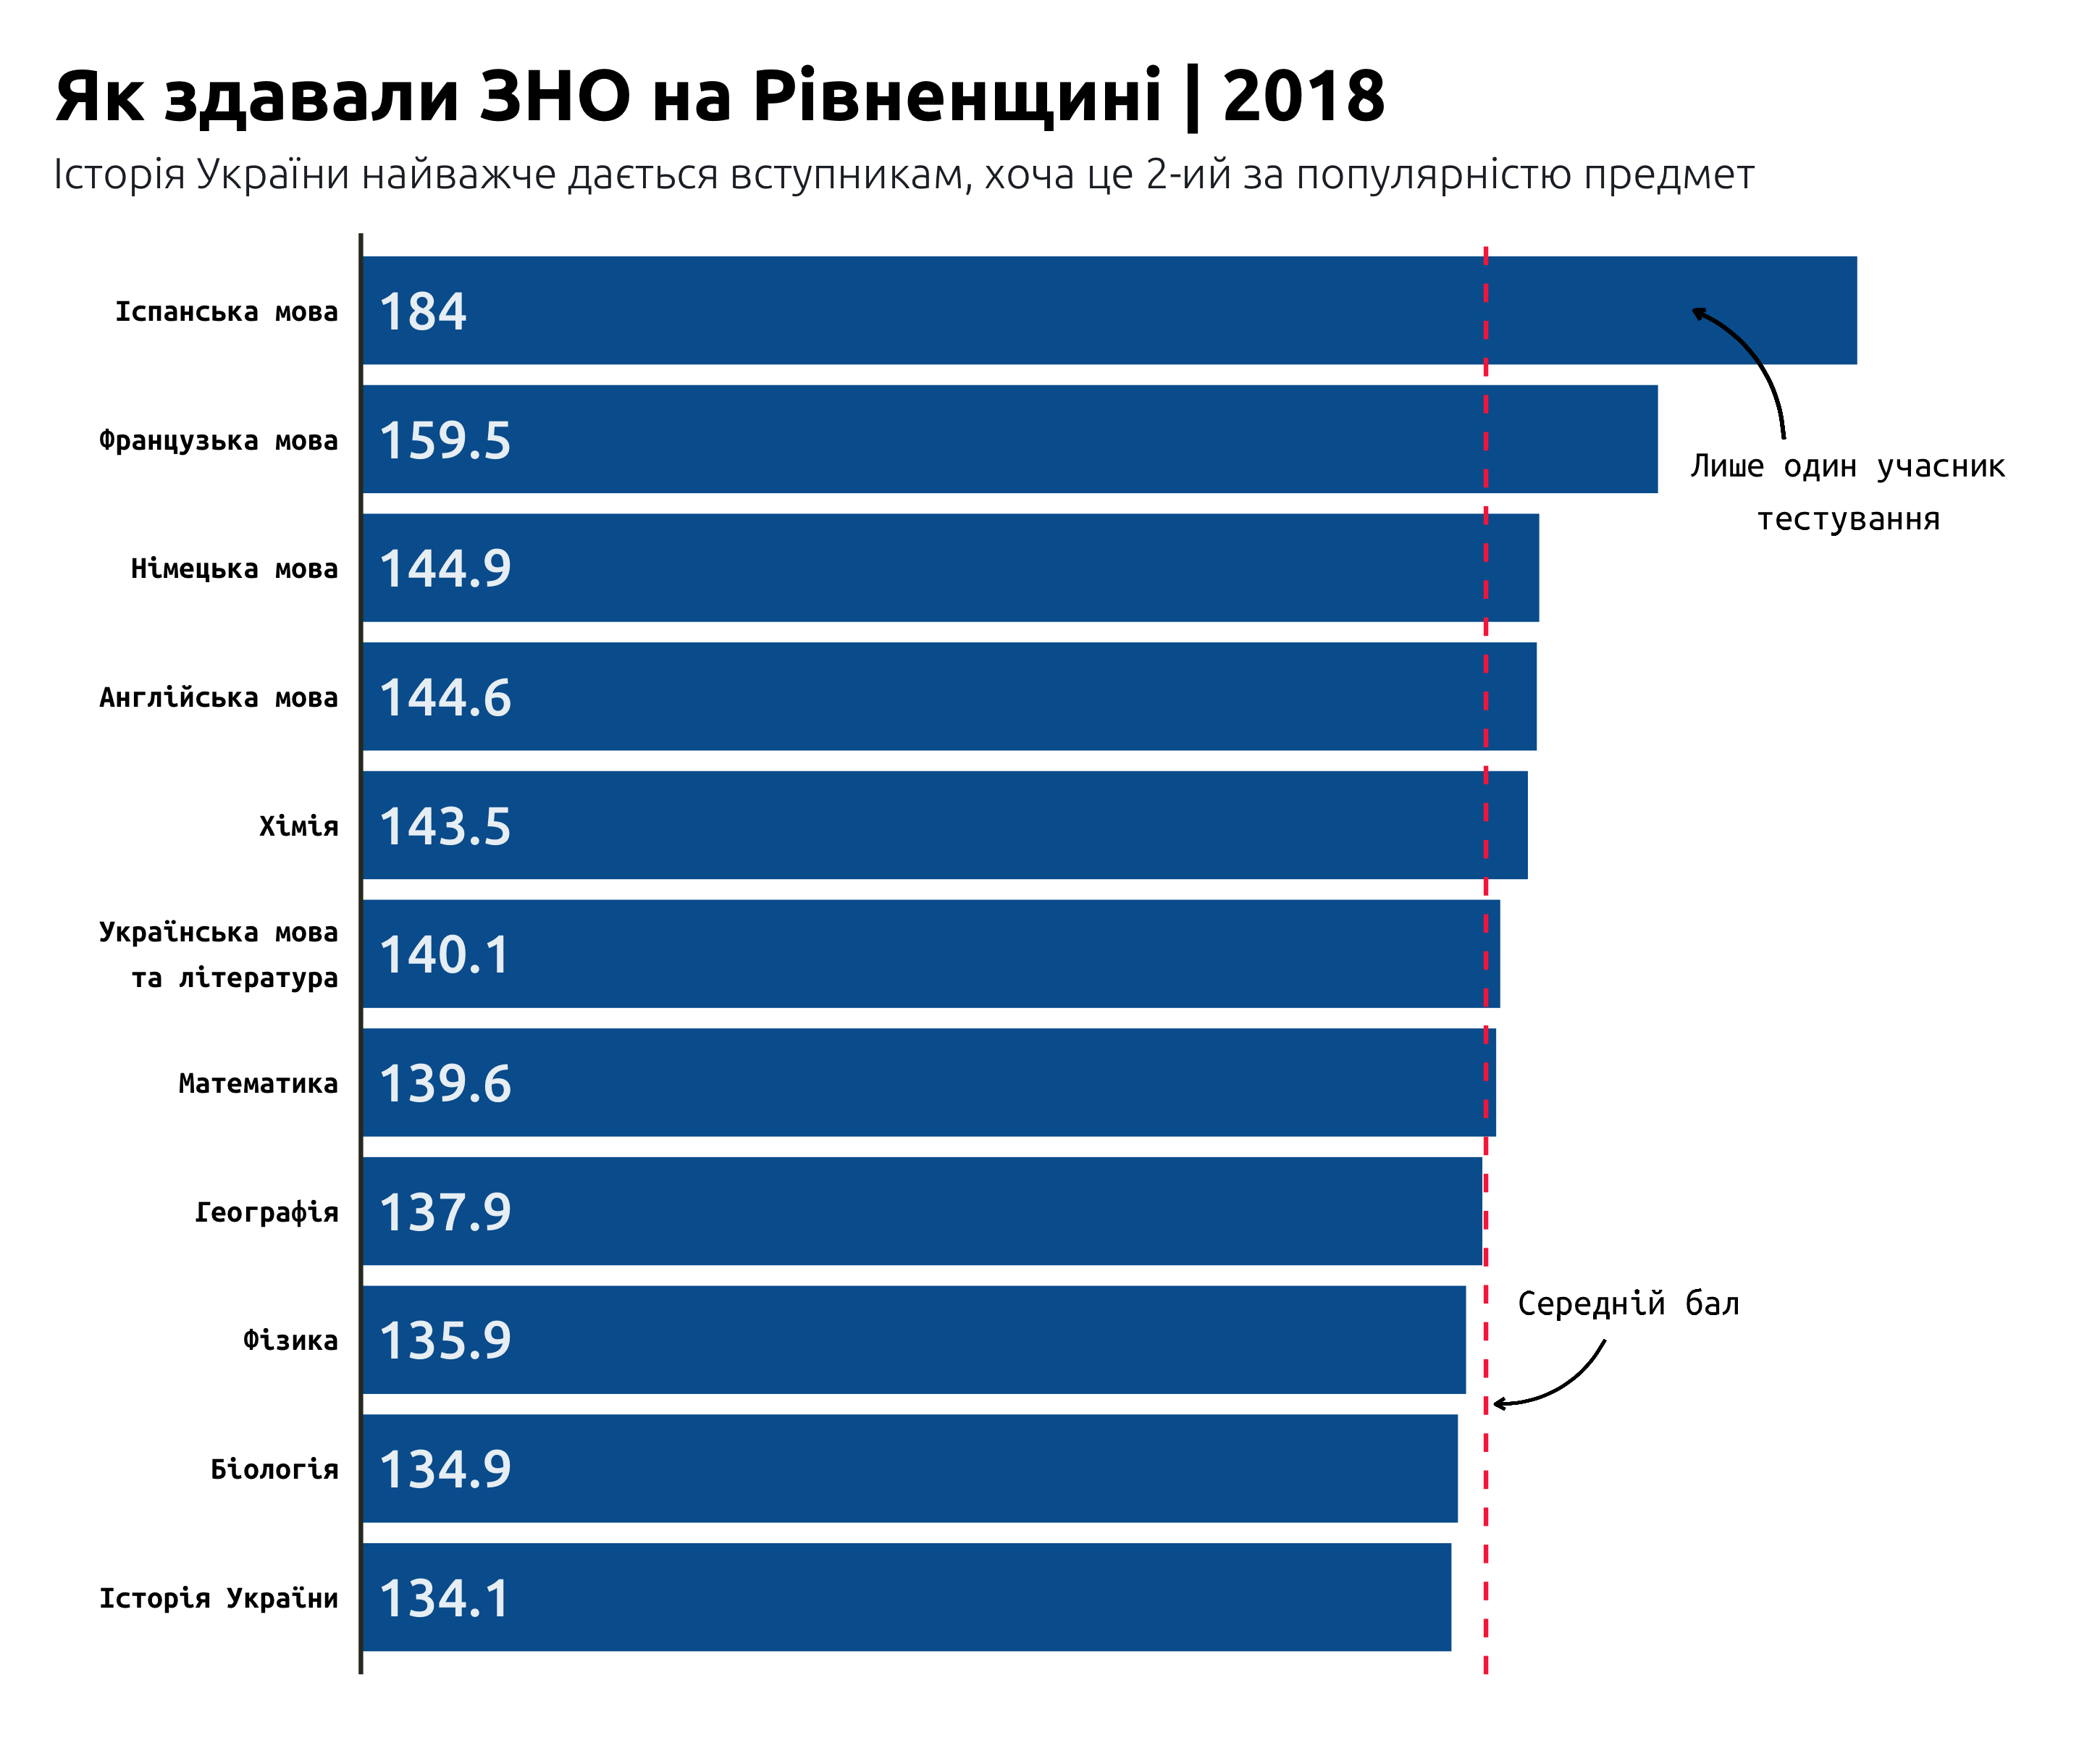 Як здавали ЗНО на Рівненщині | 2018
Історія України найважче дається вступникам, хоча це 2-ий за популярністю предмет
Іспанська мова
184
Французька мова
159.5
Лише один учасник
тестування
Німецька мова
144.9
Англійська мова
144.6
Хімія
143.5
Українська мова
та література
140.1
Математика
139.6
Географія
137.9
Середній бал
Фізика
135.9
Біологія
134.9
Історія України
134.1